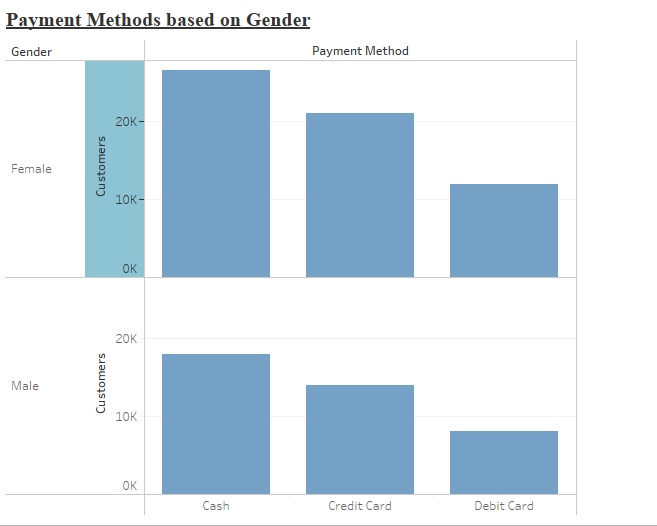 Payment Methods based on Gender
Gender
Payment Method
Female
Customers
20K
10K
0K
Male
Customers
20K
10K
0K
Cash
Credit Card
Debit Card